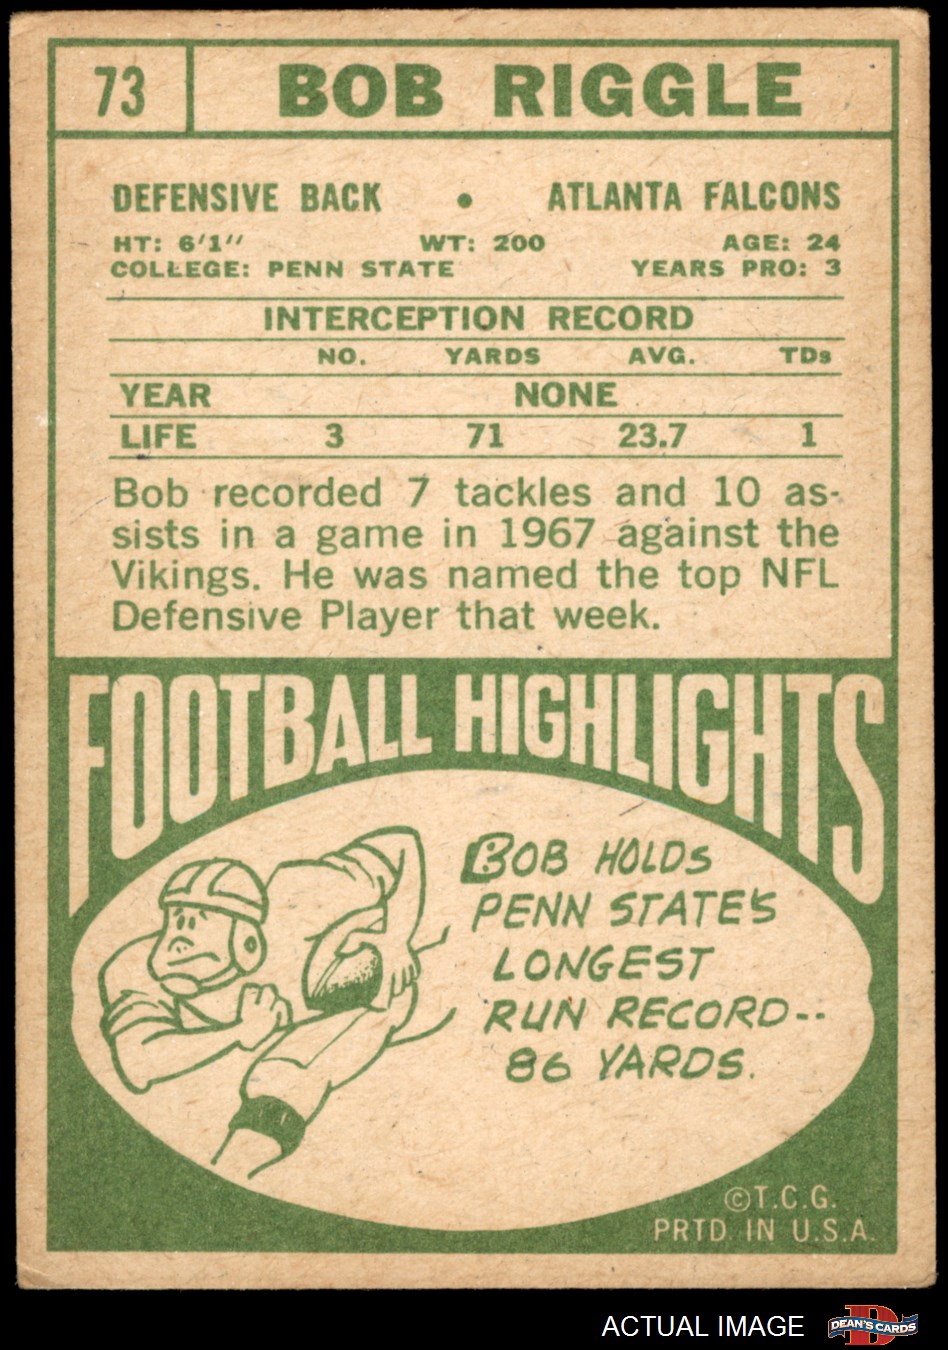 73 BOB RIGGLE
DEFENSIVE BACK • ATLANTA FALCONS
HT: 6'1" WT: 200 AGE: 24
COLLEGE: PENN STATE YEARS PRO: 3
INTERCEPTION RECORD
NO. YARDS AVG. TDs
YEAR NONE
LIFE 3 71 23.7 1
Bob recorded 7 tackles and 10 as-
sists in a game in 1967 against the
Vikings. He was named the top NFL
Defensive Player that week.
FOOTBALL HIGHLIGHTS
BOB HOLDS
PENN STATE'S
LONGEST
RUN RECORD--
86 YARDS.
©T.C.G.
PRTD. IN U.S.A.
ACTUAL IMAGE DEAN'S CARDS